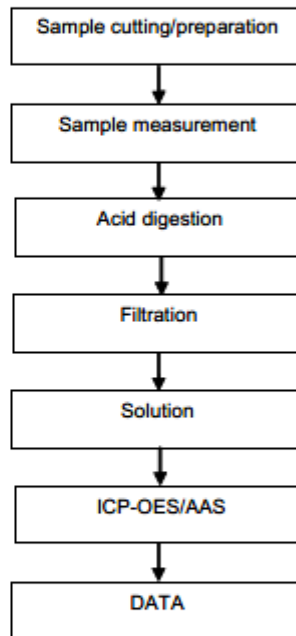 Sample cutting/preparation
Sample measurement
Acid digestion
Filtration
Solution
ICP-OES/AAS
DATA